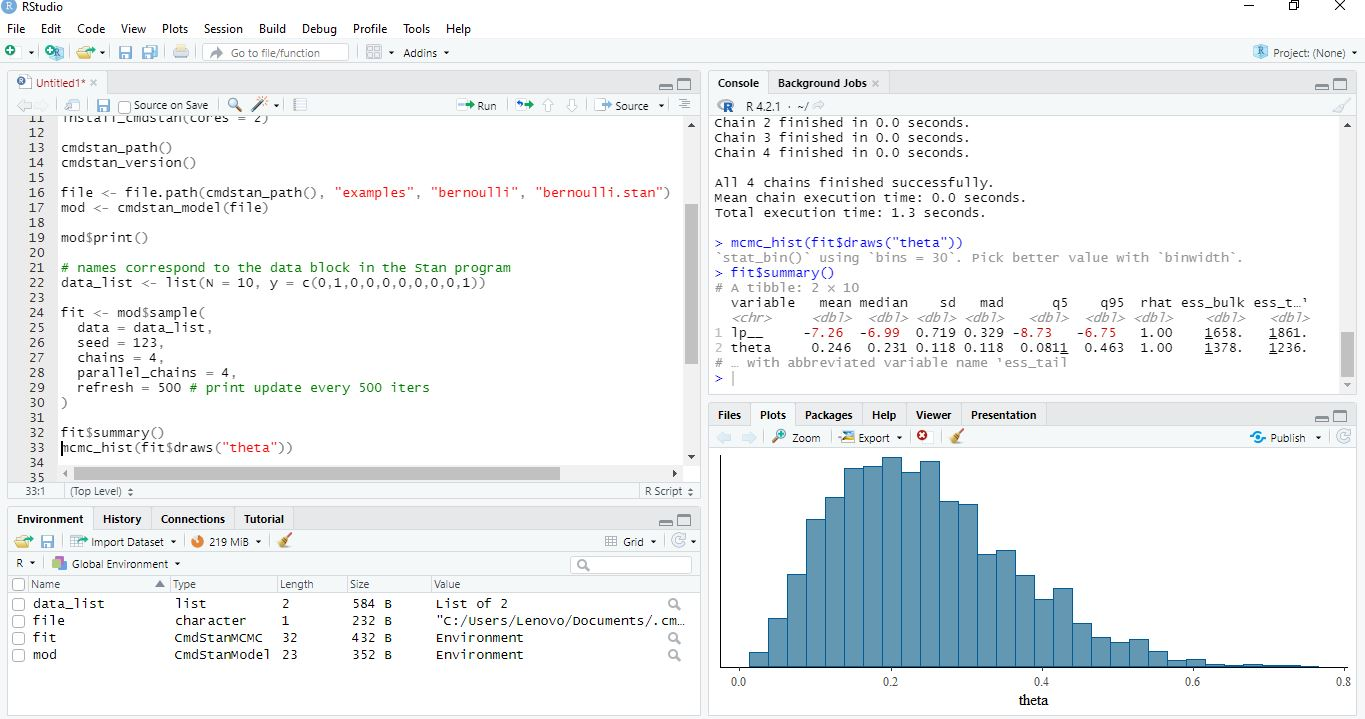 RStudio
File Edit Code View Plots Session Build Debug Profile Tools Help
Go to file/function Addins Project: (None)
Untitled1*
Source on Save Run Source
11 install_cmdstan(cores = 2)
12
13 cmdstan_path()
14 cmdstan_version()
15
16 file <- file.path(cmdstan_path(), "examples", "bernoulli", "bernoulli.stan")
17 mod <- cmdstan_model(file)
18
19 mod$print()
20
21 # names correspond to the data block in the Stan program
22 data_list <- list(N = 10, y = c(0,1,0,0,0,0,0,0,0,1))
23
24 fit <- mod$sample(
25 data = data_list,
26 seed = 123,
27 chains = 4,
28 parallel_chains = 4,
29 refresh = 500 # print update every 500 iters
30 )
31
32 fit$summary()
33 mcmc_hist(fit$draws("theta"))
34
35
33:1 (Top Level) R Script
Environment History Connections Tutorial
Import Dataset 219 MiB Grid
R Global Environment
Name Type Length Size Value
data_list list 2 584 B List of 2
file character 1 232 B "C:/Users/Lenovo/Documents/.cm…
fit CmdStanMCMC 32 432 B Environment
mod CmdStanModel 23 352 B Environment
Console Background Jobs
R 4.2.1 · ~/
Chain 2 finished in 0.0 seconds.
Chain 3 finished in 0.0 seconds.
Chain 4 finished in 0.0 seconds.
All 4 chains finished successfully.
Mean chain execution time: 0.0 seconds.
Total execution time: 1.3 seconds.
> mcmc_hist(fit$draws("theta"))
`stat_bin()` using `bins = 30`. Pick better value with `binwidth`.
> fit$summary()
# A tibble: 2 × 10
variable mean median sd mad q5 q95 rhat ess_bulk ess_t…¹
<chr> <dbl> <dbl> <dbl> <dbl> <dbl> <dbl> <dbl> <dbl> <dbl>
1 lp__ -7.26 -6.99 0.719 0.329 -8.73 -6.75 1.00 1658. 1861.
2 theta 0.246 0.231 0.118 0.118 0.0811 0.463 1.00 1378. 1236.
# … with abbreviated variable name ¹ess_tail
>
Files Plots Packages Help Viewer Presentation
Zoom Export Publish
0.0 0.2 0.4 0.6 0.8
theta